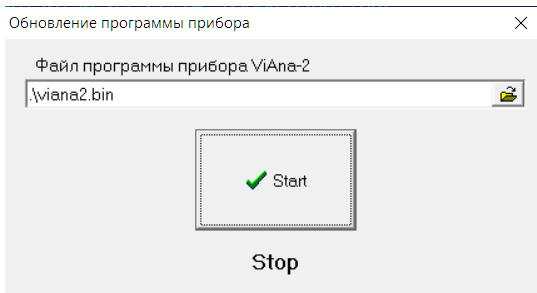 Обновление программы прибора
Файл программы прибора ViAna-2
.\viana2.bin
Start
Stop